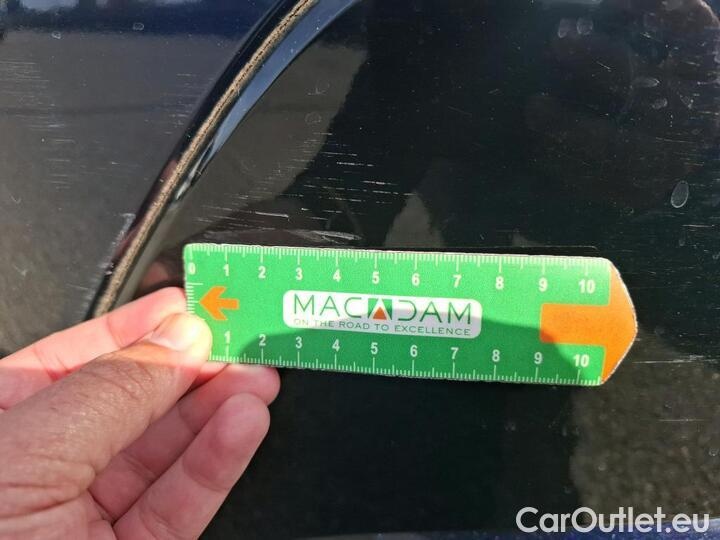 0 1 2 3 4 5 6 7 8 9 10
MACADAM
ON THE ROAD TO EXCELLENCE
1 2 3 4 5 6 7 8 9 10
CarOutlet.eu